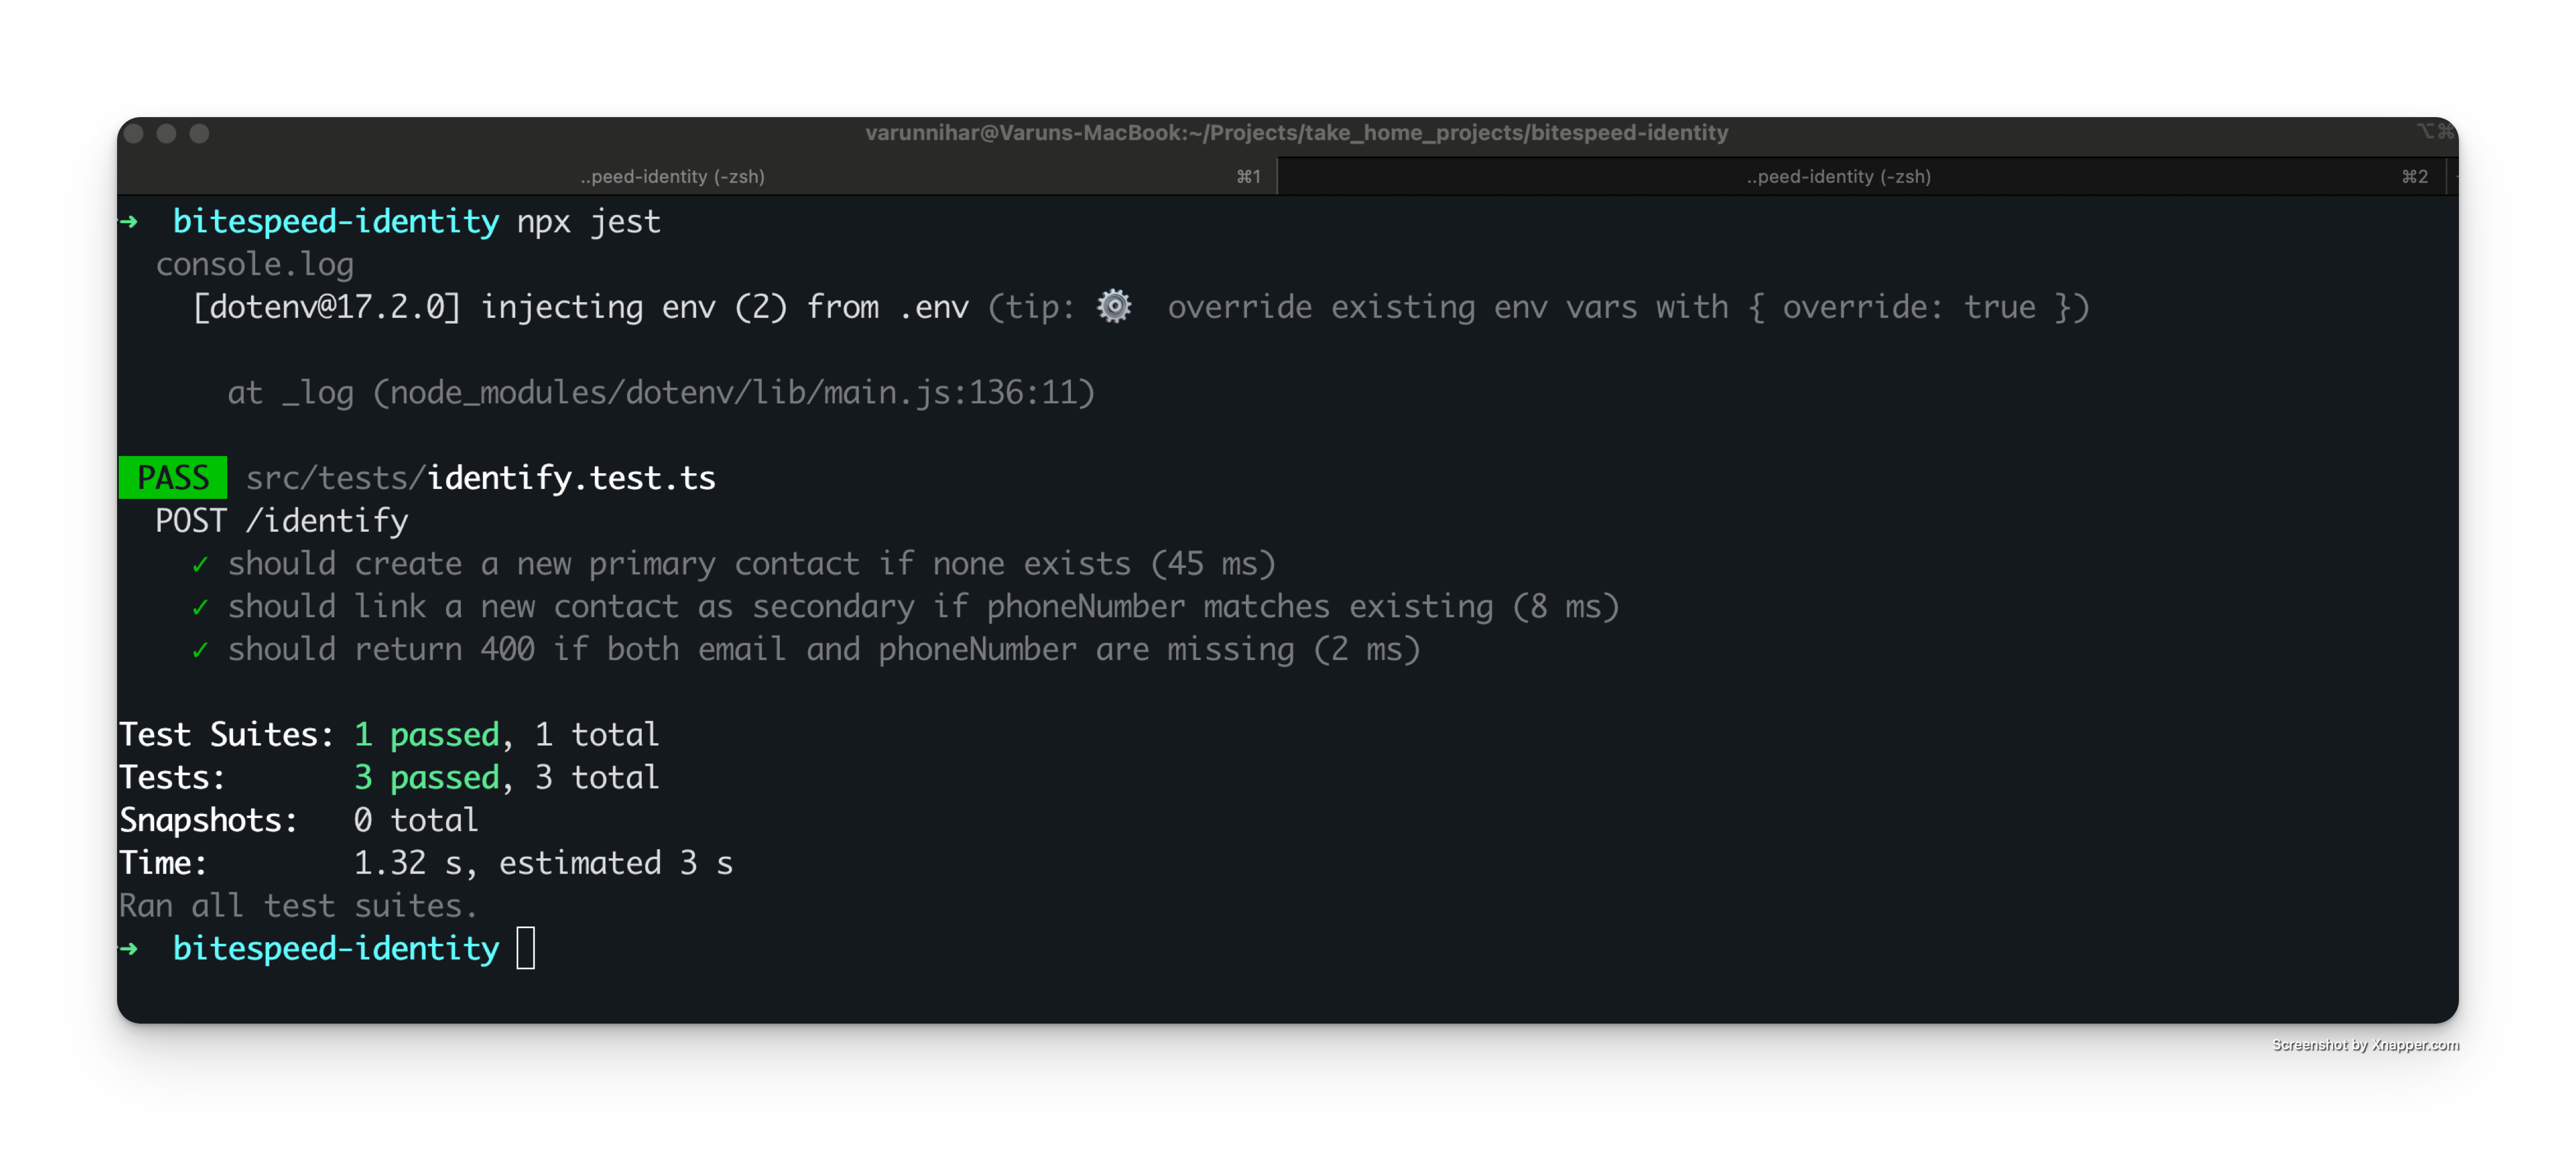 varunnihar@Varuns-MacBook:~/Projects/take_home_projects/bitespeed-identity ⌥⌘
..peed-identity (-zsh) ⌘1 ..peed-identity (-zsh) ⌘2
➜ bitespeed-identity npx jest
console.log
[dotenv@17.2.0] injecting env (2) from .env (tip: ⚙️ override existing env vars with { override: true })
at _log (node_modules/dotenv/lib/main.js:136:11)
PASS src/tests/identify.test.ts
POST /identify
✓ should create a new primary contact if none exists (45 ms)
✓ should link a new contact as secondary if phoneNumber matches existing (8 ms)
✓ should return 400 if both email and phoneNumber are missing (2 ms)
Test Suites: 1 passed, 1 total
Tests: 3 passed, 3 total
Snapshots: 0 total
Time: 1.32 s, estimated 3 s
Ran all test suites.
➜ bitespeed-identity
Screenshot by Xnapper.com